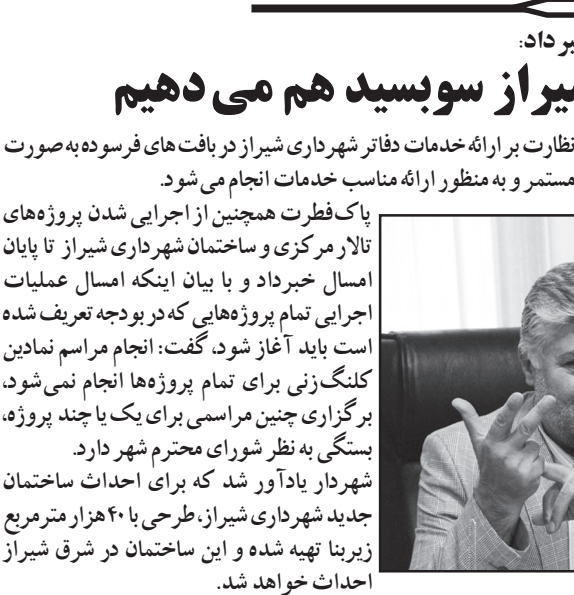 بر داد:
یراز سوبسید هم می‌دهیم
نظارت بر ارائه خدمات دفاتر شهرداری شیراز در بافت‌های فرسوده به صورت
مستمر و به منظور ارائه مناسب خدمات انجام می‌شود.
پاک‌فطرت همچنین از اجرایی شدن پروژه‌های
تالار مرکزی و ساختمان شهرداری شیراز تا پایان
امسال خبرداد و با بیان اینکه امسال عملیات
اجرایی تمام پروژه‌هایی که در بودجه تعریف شده
است باید آغاز شود، گفت: انجام مراسم نمادین
کلنگ‌زنی برای تمام پروژه‌ها انجام نمی‌شود،
برگزاری چنین مراسمی برای یک یا چند پروژه،
بستگی به نظر شورای محترم شهر دارد.
شهردار یادآور شد که برای احداث ساختمان
جدید شهرداری شیراز، طرحی با ۴۰ هزار مترمربع
زیربنا تهیه شده و این ساختمان در شرق شیراز
احداث خواهد شد.